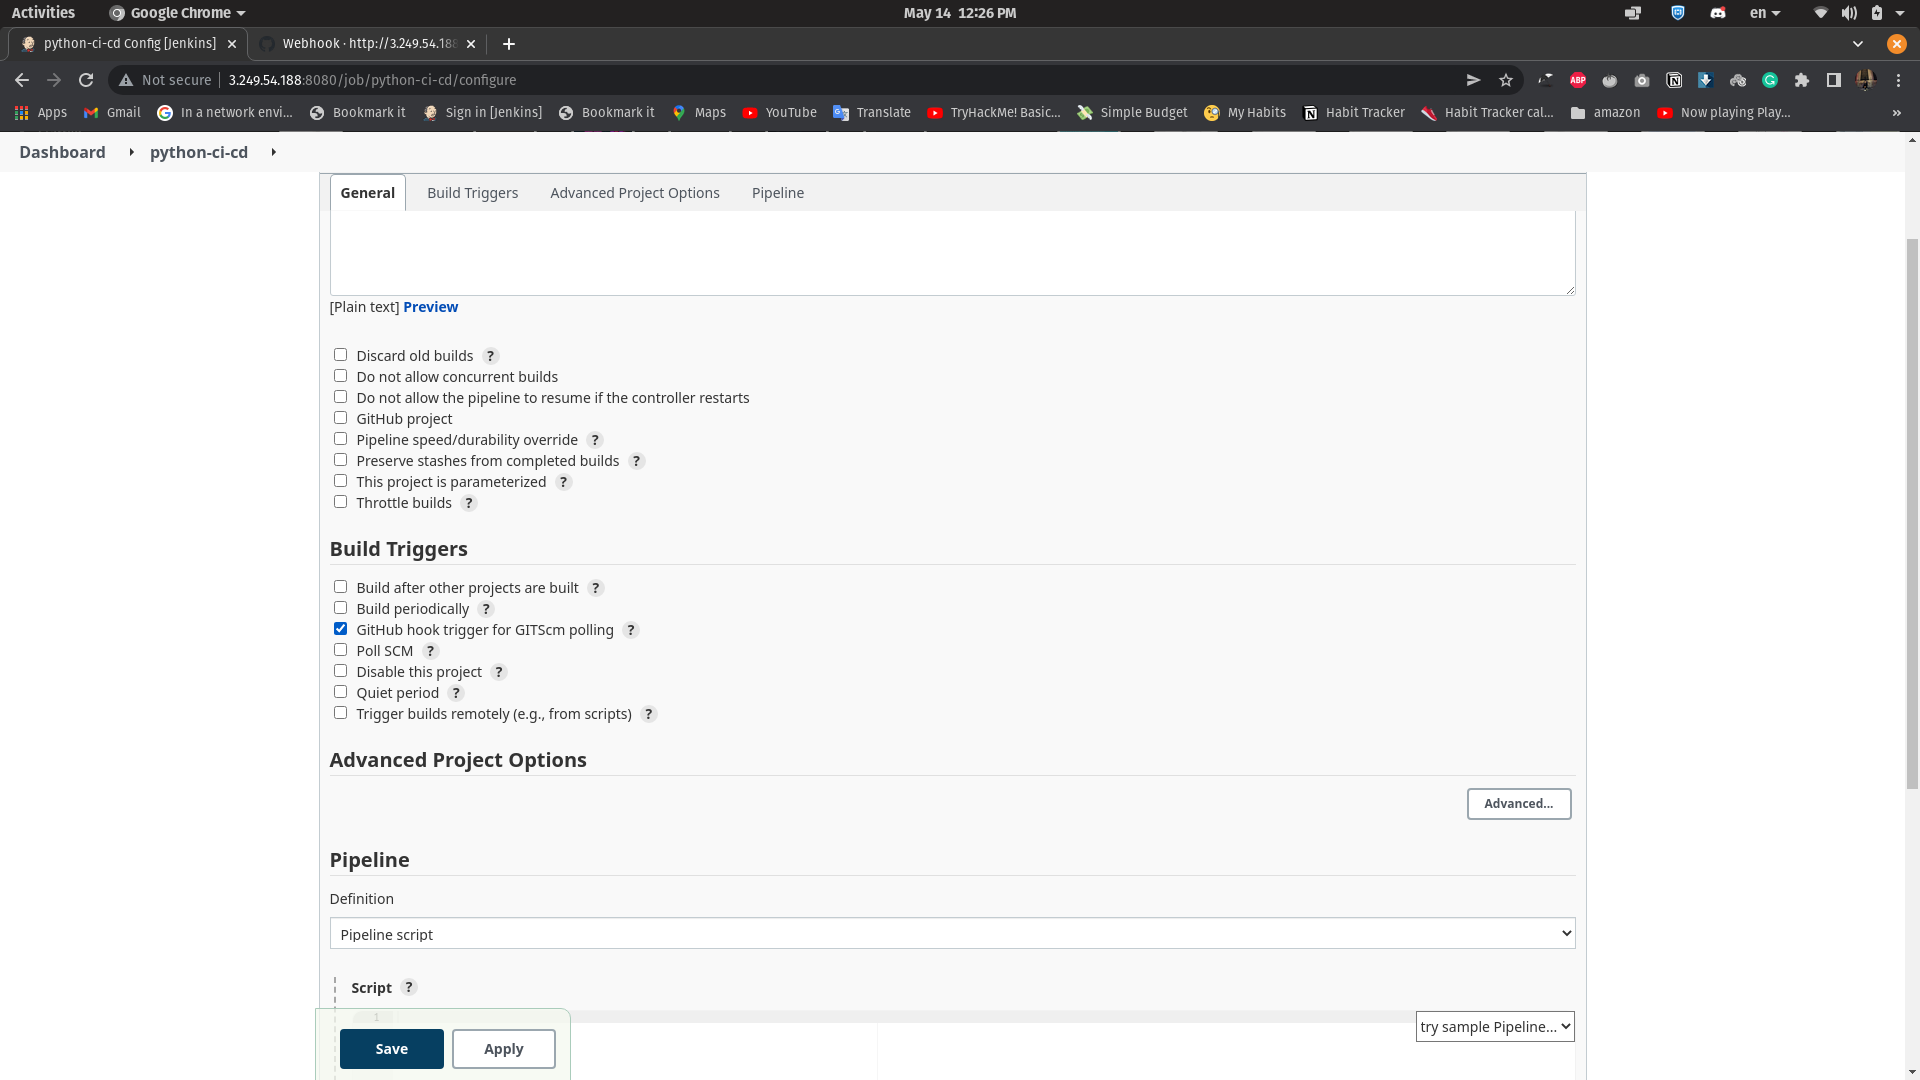 Activities
Google Chrome
May 14 12:26 PM
en
python-ci-cd Config [Jenkins]
Webhook · http://3.249.54.188
Not secure
3.249.54.188:8080/job/python-ci-cd/configure
ABP
Apps
Gmail
In a network envi...
Bookmark it
Sign in [Jenkins]
Bookmark it
Maps
YouTube
Translate
TryHackMe! Basic...
Simple Budget
My Habits
Habit Tracker
Habit Tracker cal...
amazon
Now playing Play...
»
Dashboard
python-ci-cd
General
Build Triggers
Advanced Project Options
Pipeline
[Plain text] Preview
Discard old builds ?
Do not allow concurrent builds
Do not allow the pipeline to resume if the controller restarts
GitHub project
Pipeline speed/durability override ?
Preserve stashes from completed builds ?
This project is parameterized ?
Throttle builds ?
Build Triggers
Build after other projects are built ?
Build periodically ?
GitHub hook trigger for GITScm polling ?
Poll SCM ?
Disable this project ?
Quiet period ?
Trigger builds remotely (e.g., from scripts) ?
Advanced Project Options
Advanced...
Pipeline
Definition
Pipeline script
Script ?
1
try sample Pipeline...
Save
Apply